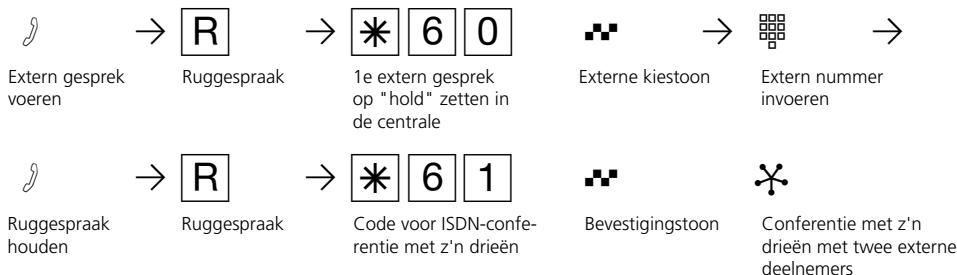 R
* 6 0
Extern gesprek
voeren
Ruggespraak
1e extern gesprek
op "hold" zetten in
de centrale
Externe kiestoon
Extern nummer
invoeren
R
* 6 1
Ruggespraak
houden
Ruggespraak
Code voor ISDN-confe-
rentie met z'n drieën
Bevestigingstoon
Conferentie met z'n
drieën met twee externe
deelnemers